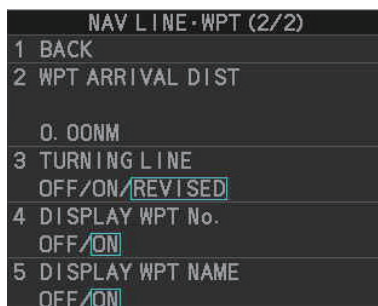 NAV LINE·WPT (2/2)
1 BACK
2 WPT ARRIVAL DIST
0.00NM
3 TURNING LINE
OFF/ON/REVISED
4 DISPLAY WPT No.
OFF/ON
5 DISPLAY WPT NAME
OFF/ON